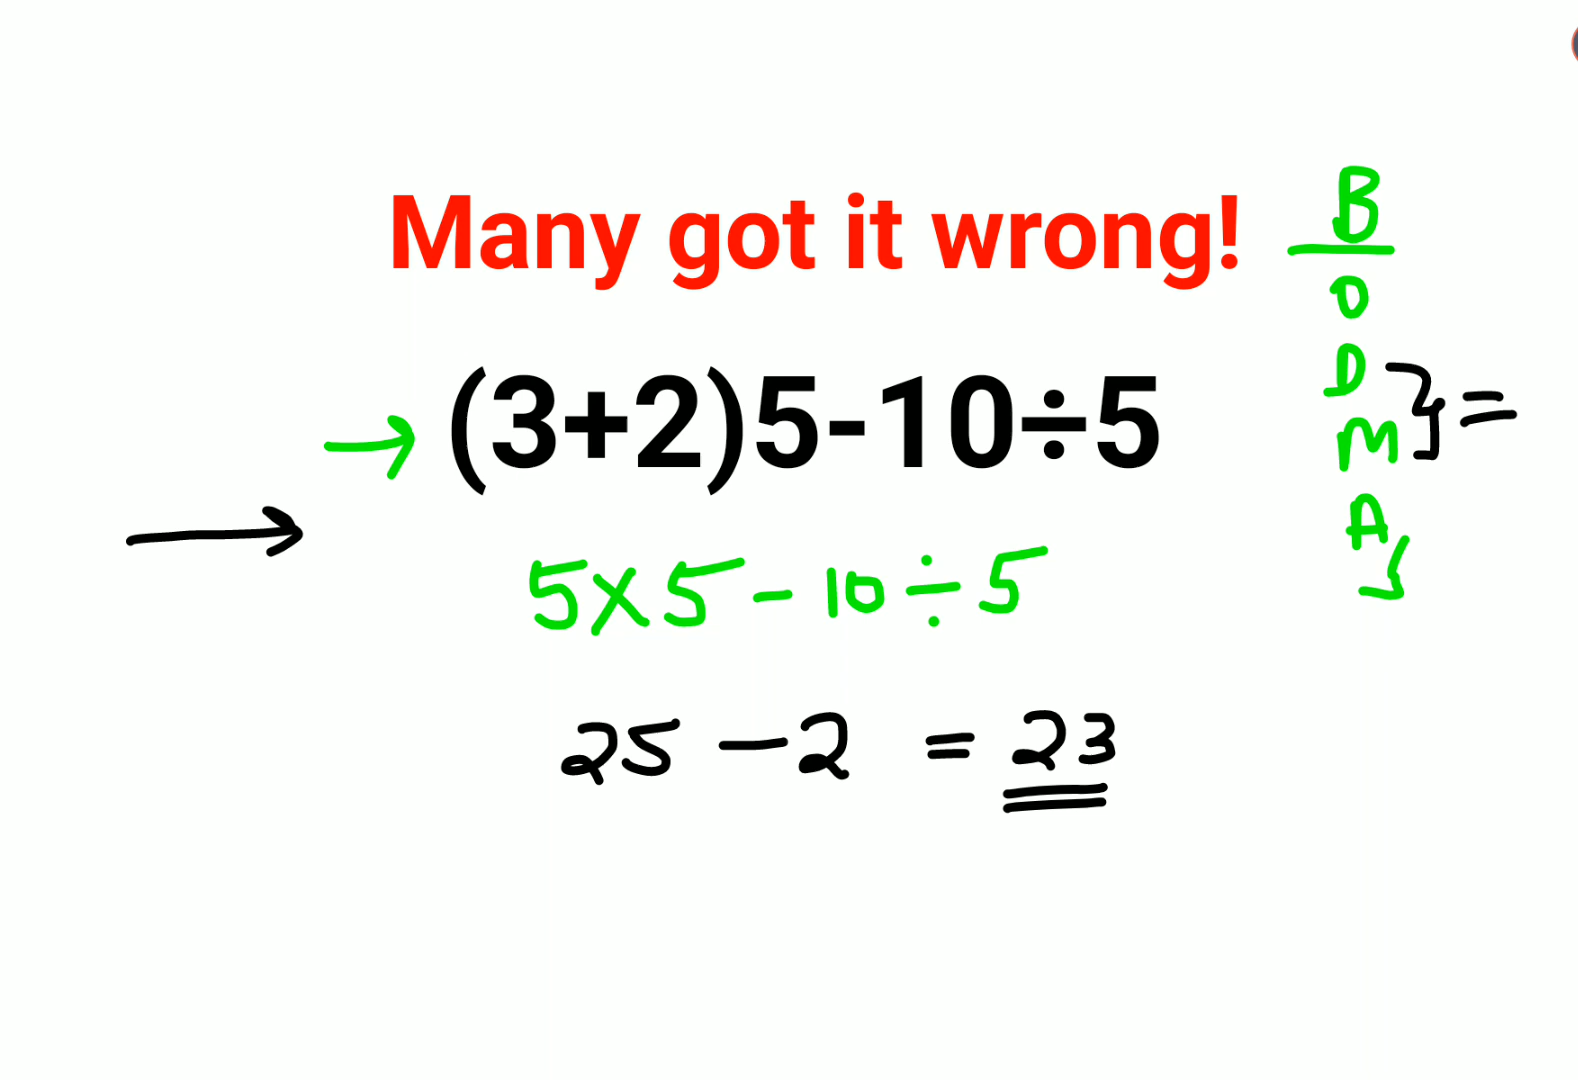 Many got it wrong!
(3+2)5-10÷5
5×5-10÷5
25-2 = 23
B
O
D
M
A
S
} =